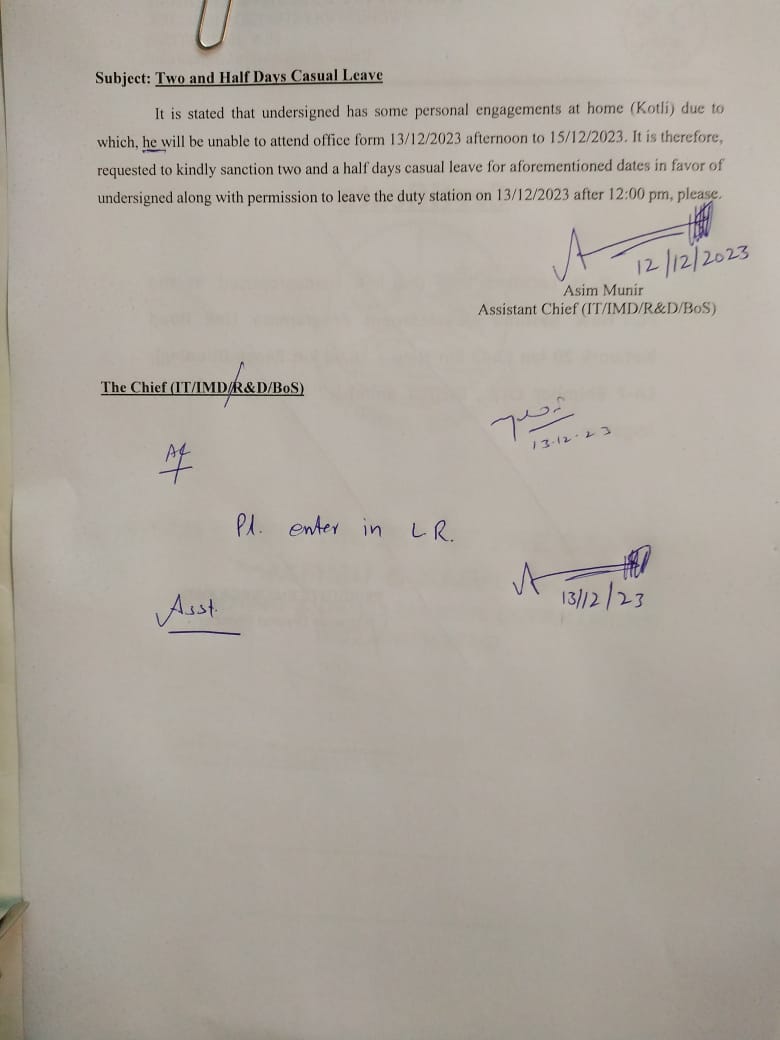 Subject: Two and Half Days Casual Leave
It is stated that undersigned has some personal engagements at home (Kotli) due to
which, he will be unable to attend office form 13/12/2023 afternoon to 15/12/2023. It is therefore,
requested to kindly sanction two and a half days casual leave for aforementioned dates in favor of
undersigned along with permission to leave the duty station on 13/12/2023 after 12:00 pm, please.
12/12/2023
Asim Munir
Assistant Chief (IT/IMD/R&D/BoS)
The Chief (IT/IMD/R&D/BoS)
13-12-23
Pl. enter in LR.
13/12/23
Asst.